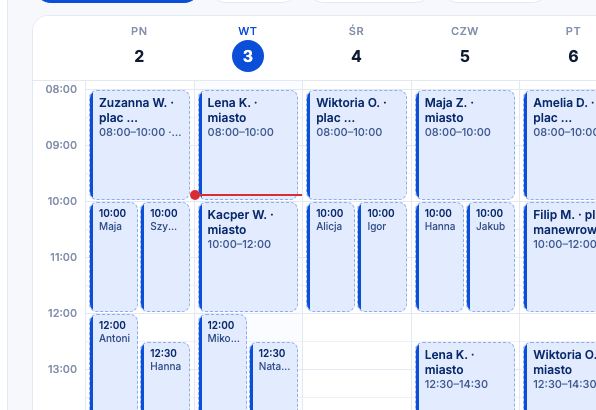 PN
WT
ŚR
CZW
PT
2
3
4
5
6
08:00
09:00
10:00
11:00
12:00
13:00
Zuzanna W. ·
plac ...
08:00–10:00 ·...
10:00
Maja
10:00
Szy...
12:00
Antoni
12:30
Hanna
Lena K. ·
miasto
08:00–10:00
Kacper W. ·
miasto
10:00–12:00
12:00
Miko...
12:30
Nata...
Wiktoria O. ·
plac ...
08:00–10:00
10:00
Alicja
10:00
Igor
Maja Z. ·
miasto
08:00–10:00
10:00
Hanna
10:00
Jakub
Lena K. ·
miasto
12:30–14:30
Amelia D. ·
plac ...
08:00–10:00
Filip M. · pl
manewrow
10:00–12:00
Wiktoria O.
miasto
12:30–14:30